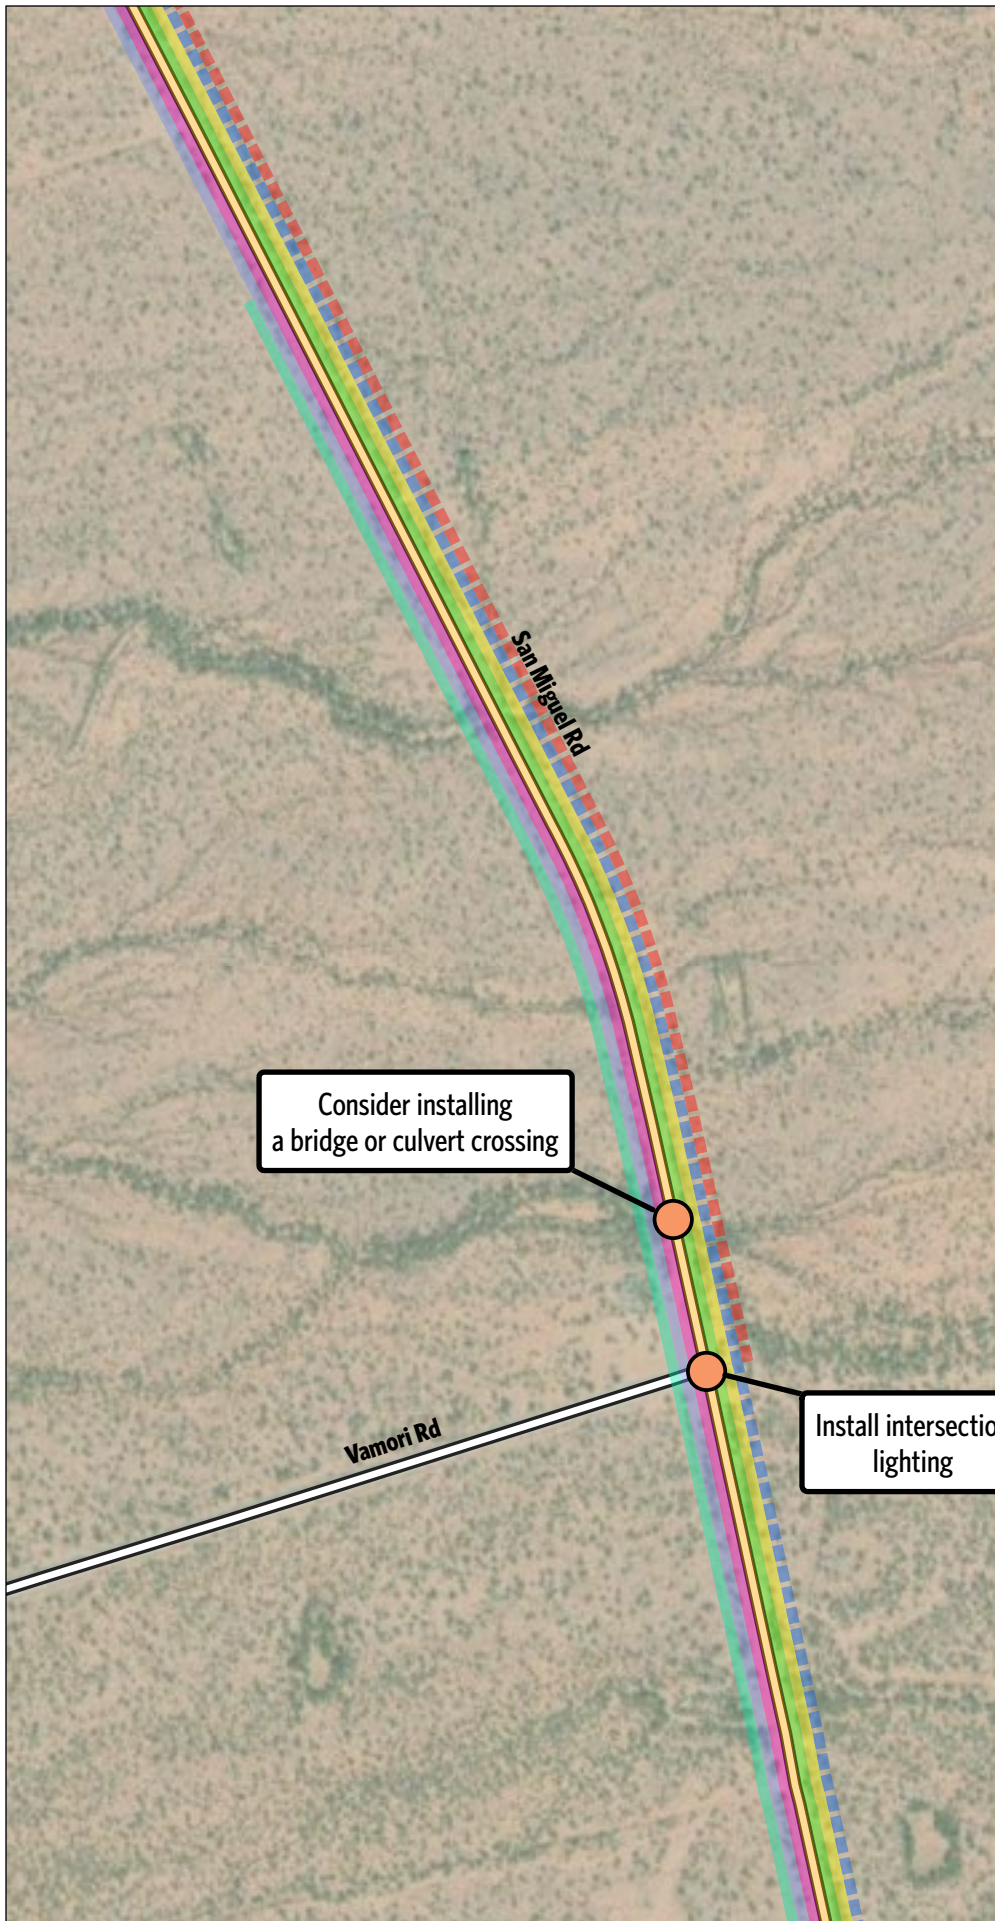 San Miguel Rd
Consider installing
a bridge or culvert crossing
Install intersectio
lighting
Vamori Rd